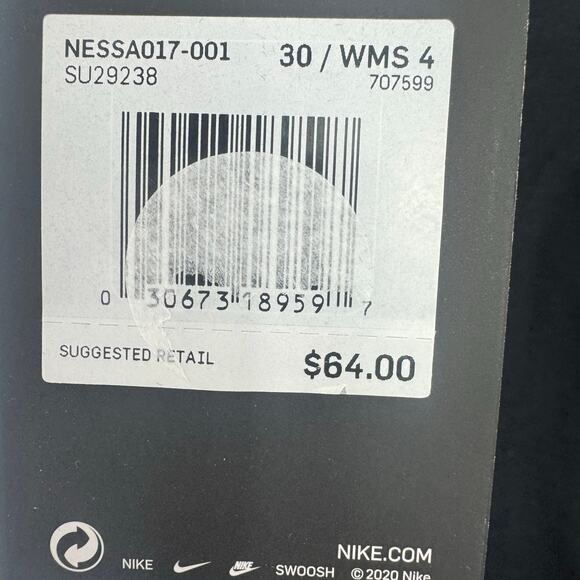 NESSA017-001 30 / WMS 4
SU29238 707599
0 30673 18959 7
SUGGESTED RETAIL $64.00
NIKE.COM
NIKE NIKE SWOOSH © 2020 Nike